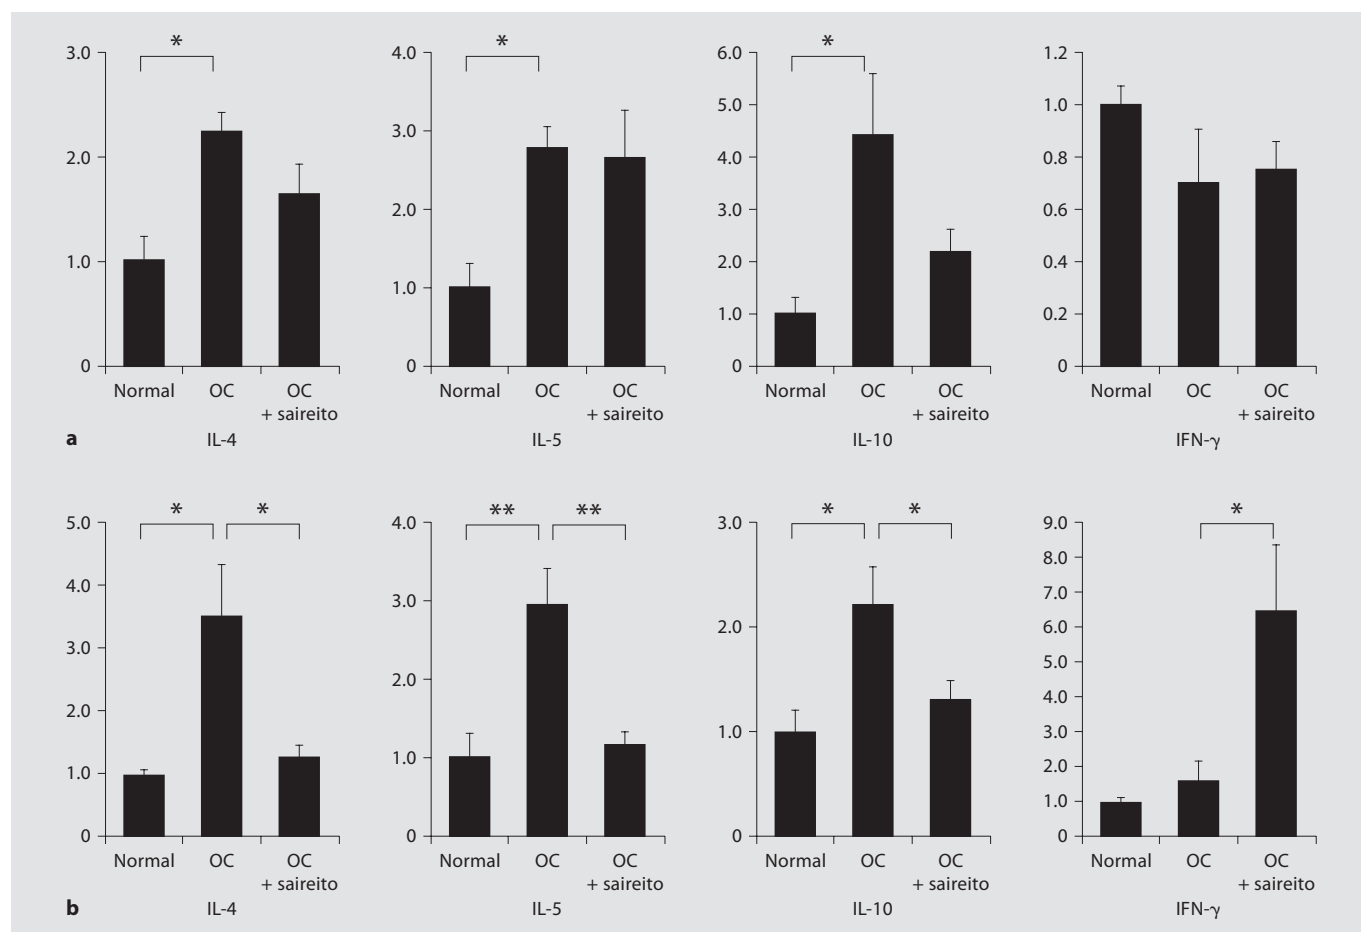 * * *
3.0 4.0 6.0 1.2
5.0 1.0
3.0
2.0 4.0 0.8
2.0 3.0 0.6
1.0 2.0 0.4
1.0
1.0 0.2
0 0 0 0
Normal OC OC Normal OC OC Normal OC OC Normal OC OC
+ saireito + saireito + saireito + saireito
a IL-4 IL-5 IL-10 IFN-γ
* * ** ** * * *
5.0 4.0 3.0 9.0
8.0
4.0
3.0 7.0
3.0 2.0 6.0
5.0
2.0
2.0 4.0
1.0 3.0
1.0
1.0 2.0
1.0
0 0 0 0
Normal OC OC Normal OC OC Normal OC OC Normal OC OC
+ saireito + saireito + saireito + saireito
b IL-4 IL-5 IL-10 IFN-γ